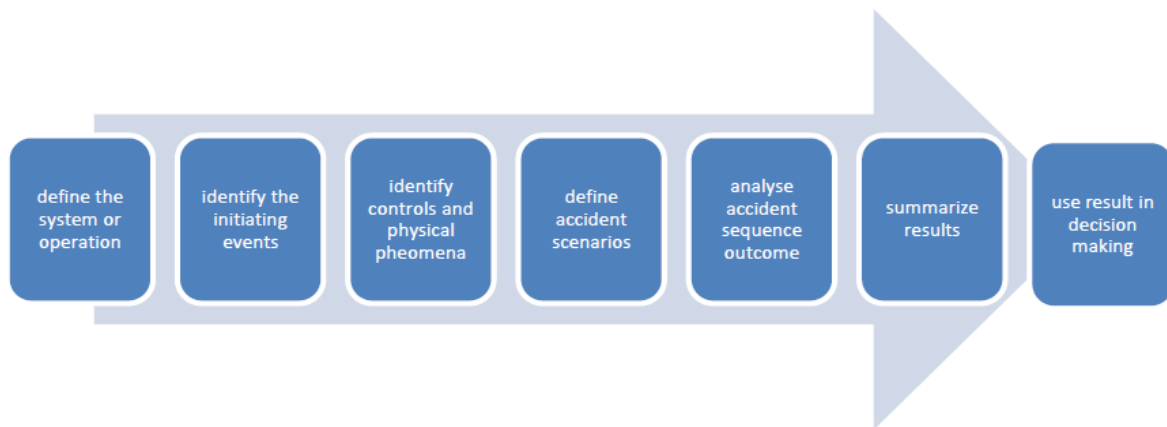 define the
system or
operation
identify the
initiating
events
identify
controls and
physical
pheomena
define
accident
scenarios
analyse
accident
sequence
outcome
summarize
results
use result in
decision
making